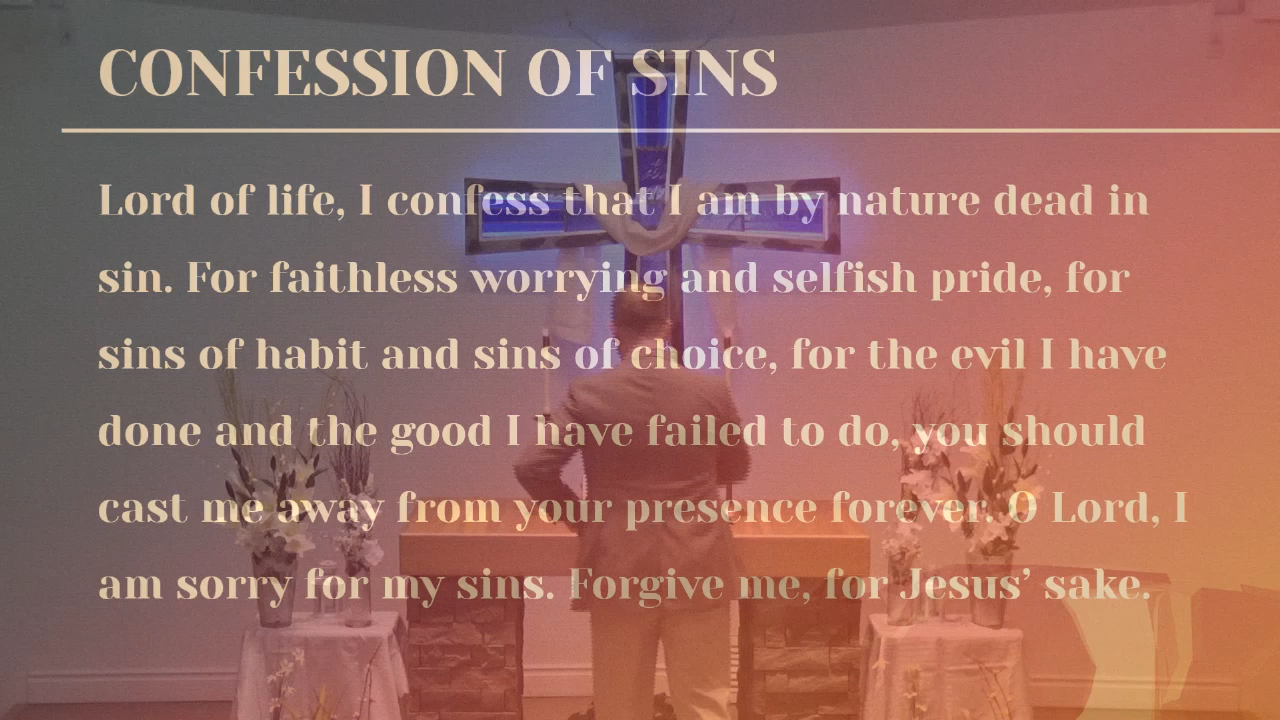 CONFESSION OF SINS
Lord of life, I confess that I am by nature dead in
sin. For faithless worrying and selfish pride, for
sins of habit and sins of choice, for the evil I have
done and the good I have failed to do, you should
cast me away from your presence forever. O Lord, I
am sorry for my sins. Forgive me, for Jesus’ sake.